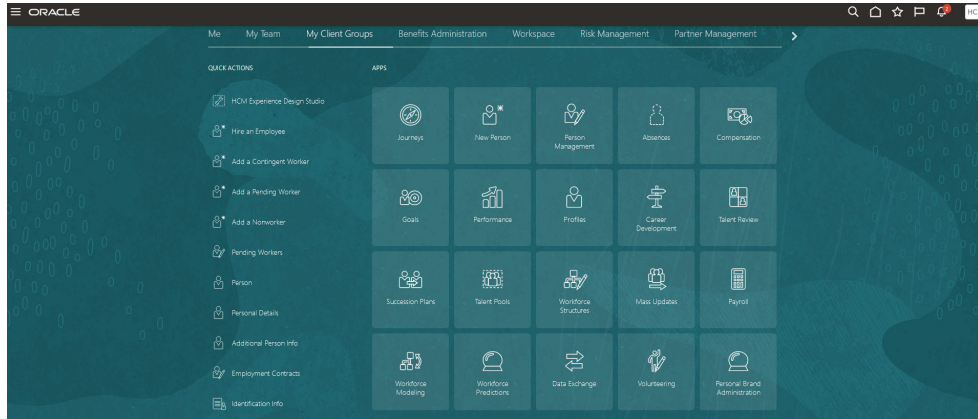 ORACLE
2
HC
Me
My Team
My Client Groups
Benefits Administration
Workspace
Risk Management
Partner Management
QUICK ACTIONS
HCM Experience Design Studio
Hire an Employee
Add a Contingent Worker
Add a Pending Worker
Add a Nonworker
Pending Workers
Person
Personal Details
Additional Person Info
Employment Contracts
Identification Info
APPS
Journeys
New Person
Person
Management
Absences
Compensation
Goals
Performance
Profiles
Career
Development
Talent Review
Succession Plans
Talent Pools
Workforce
Structures
Mass Updates
Payroll
Workforce
Modeling
Workforce
Predictions
Data Exchange
Volunteering
Personal Brand
Administration